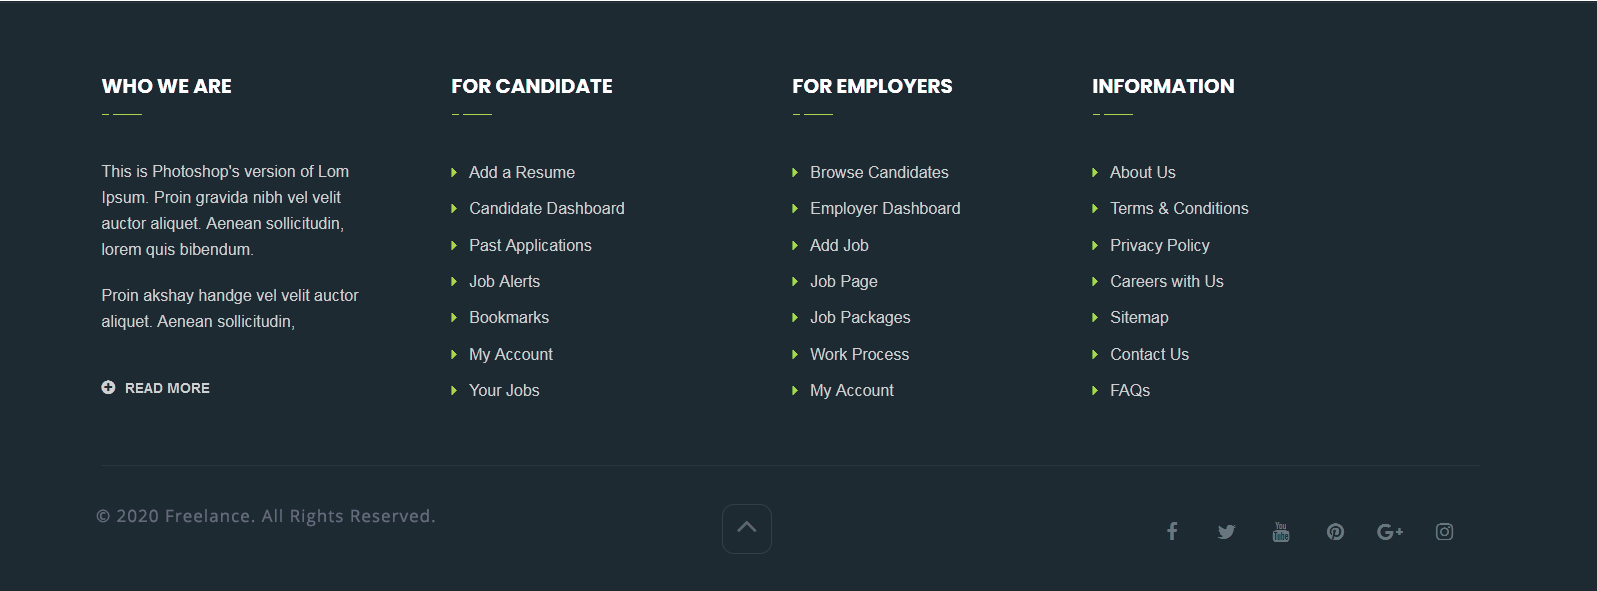 WHO WE ARE
This is Photoshop's version of Lom
Ipsum. Proin gravida nibh vel velit
auctor aliquet. Aenean sollicitudin,
lorem quis bibendum.
Proin akshay handge vel velit auctor
aliquet. Aenean sollicitudin,
READ MORE
FOR CANDIDATE
Add a Resume
Candidate Dashboard
Past Applications
Job Alerts
Bookmarks
My Account
Your Jobs
FOR EMPLOYERS
Browse Candidates
Employer Dashboard
Add Job
Job Page
Job Packages
Work Process
My Account
INFORMATION
About Us
Terms & Conditions
Privacy Policy
Careers with Us
Sitemap
Contact Us
FAQs
© 2020 Freelance. All Rights Reserved.
You
Tube
G+